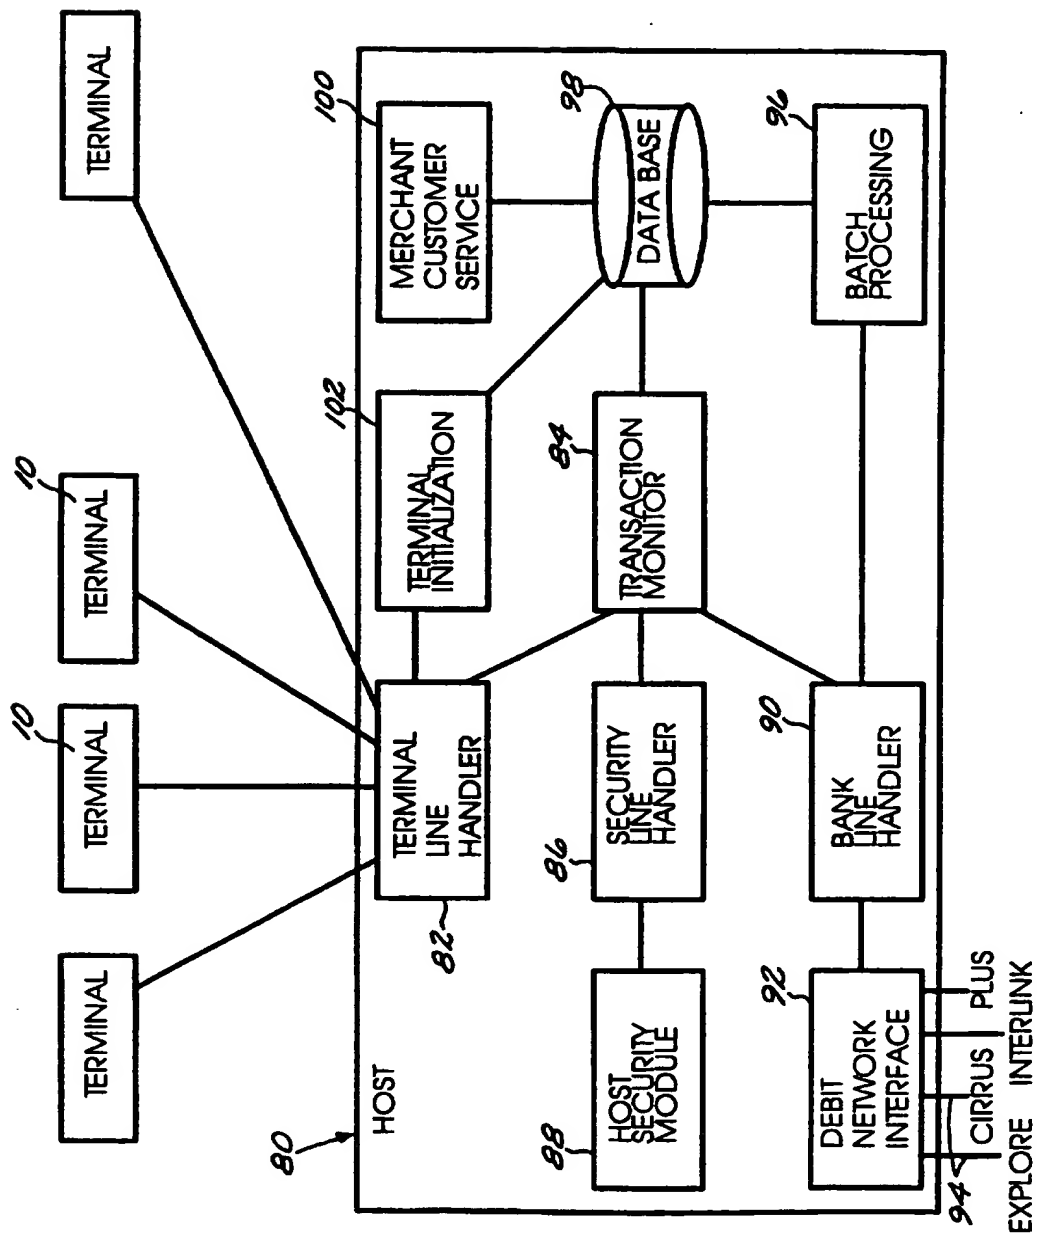 TERMINAL
TERMINAL
10
TERMINAL
10
TERMINAL
80
HOST
82
TERMINAL
LINE
HANDLER
102
TERMINAL
INITIALIZATION
100
MERCHANT
CUSTOMER
SERVICE
88
HOST
SECURITY
MODULE
86
SECURITY
LINE
HANDLER
84
TRANSACTION
MONITOR
98
DATA BASE
92
DEBIT
NETWORK
INTERFACE
90
BANK
LINE
HANDLER
96
BATCH
PROCESSING
94
CIRRUS
PLUS
EXPLORE INTERLINK